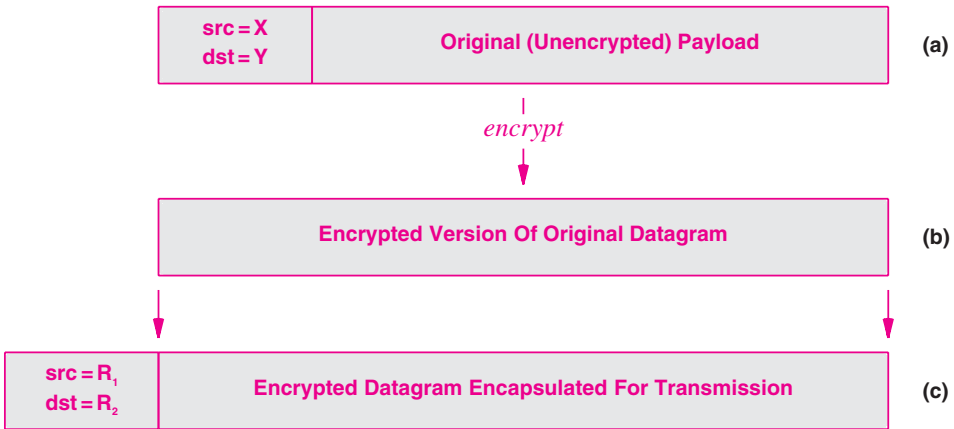 src = X
dst = Y
Original (Unencrypted) Payload
(a)
encrypt
Encrypted Version Of Original Datagram
(b)
src = R₁
dst = R₂
Encrypted Datagram Encapsulated For Transmission
(c)